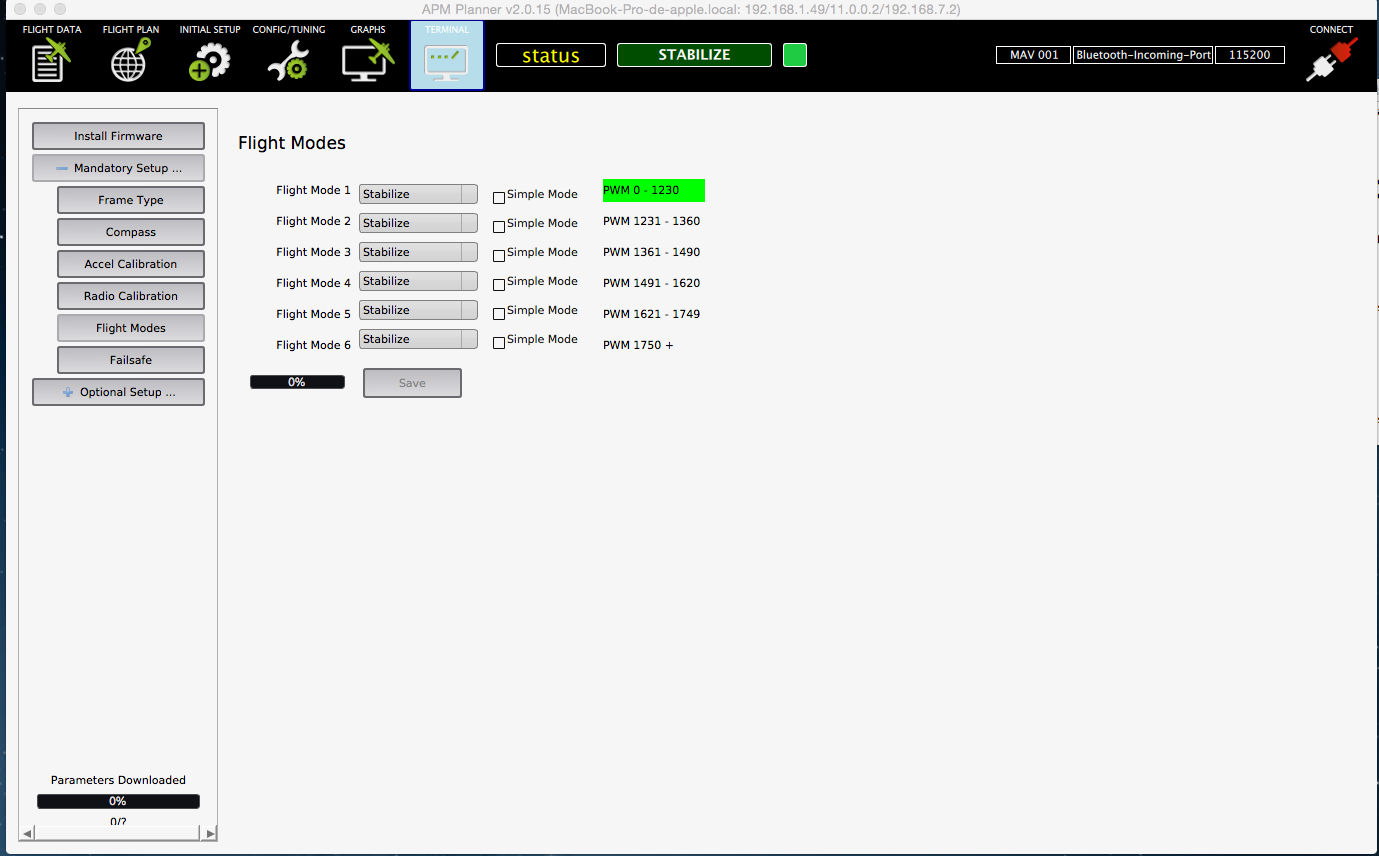 APM Planner v2.0.15 (MacBook-Pro-de-apple.local: 192.168.1.49/11.0.0.2/192.168.7.2)
FLIGHT DATA FLIGHT PLAN INITIAL SETUP CONFIG/TUNING GRAPHS TERMINAL CONNECT
status STABILIZE MAV 001 Bluetooth-Incoming-Port 115200
Install Firmware
Mandatory Setup ...
Frame Type
Compass
Accel Calibration
Radio Calibration
Flight Modes
Failsafe
Optional Setup ...
Flight Modes
Flight Mode 1 Stabilize Simple Mode PWM 0 - 1230
Flight Mode 2 Stabilize Simple Mode PWM 1231 - 1360
Flight Mode 3 Stabilize Simple Mode PWM 1361 - 1490
Flight Mode 4 Stabilize Simple Mode PWM 1491 - 1620
Flight Mode 5 Stabilize Simple Mode PWM 1621 - 1749
Flight Mode 6 Stabilize Simple Mode PWM 1750 +
0% Save
Parameters Downloaded
0%
0/?